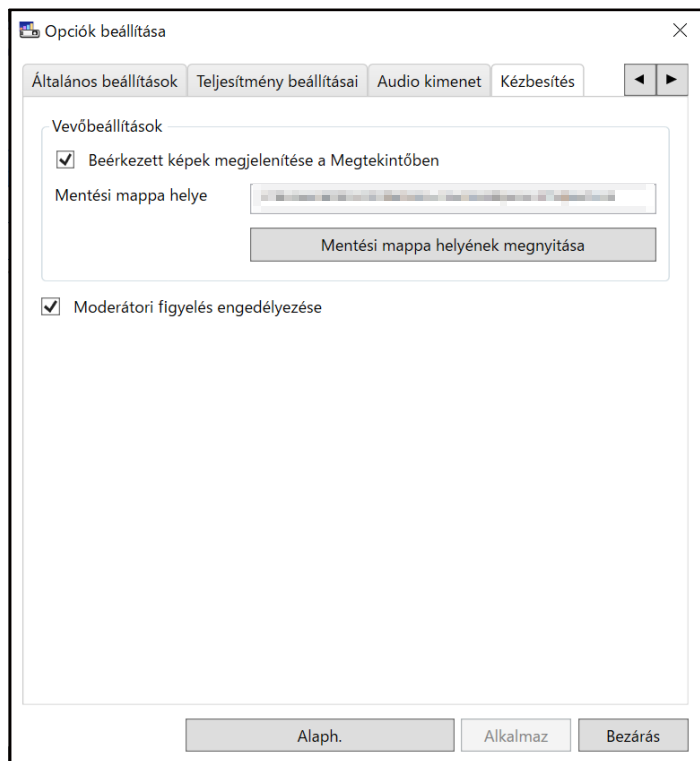 Opciók beállítása
Általános beállítások Teljesítmény beállításai Audio kimenet Kézbesítés
Vevőbeállítások
Beérkezett képek megjelenítése a Megtekintőben
Mentési mappa helye
Mentési mappa helyének megnyitása
Moderátori figyelés engedélyezése
Alaph. Alkalmaz Bezárás